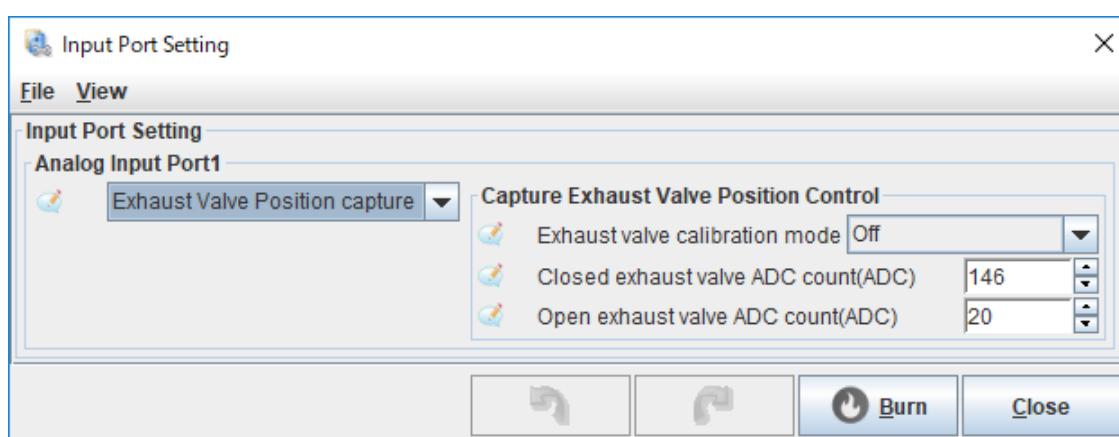 Input Port Setting
File View
Input Port Setting
Analog Input Port1
Exhaust Valve Position capture
Capture Exhaust Valve Position Control
Exhaust valve calibration mode Off
Closed exhaust valve ADC count(ADC) 146
Open exhaust valve ADC count(ADC) 20
Burn Close